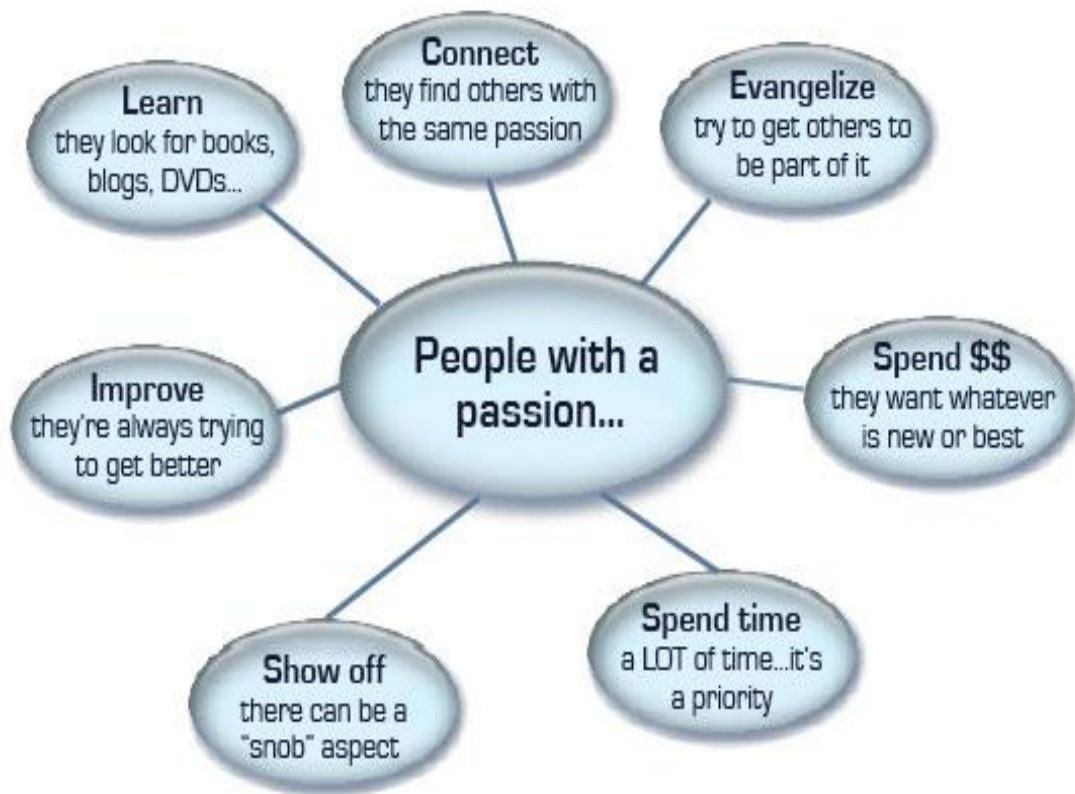 Connect
they find others with
the same passion
Evangelize
try to get others to
be part of it
Learn
they look for books,
blogs, DVDs...
People with a
passion...
Spend $$
they want whatever
is new or best
Improve
they're always trying
to get better
Spend time
a LOT of time...it's
a priority
Show off
there can be a
"snob" aspect